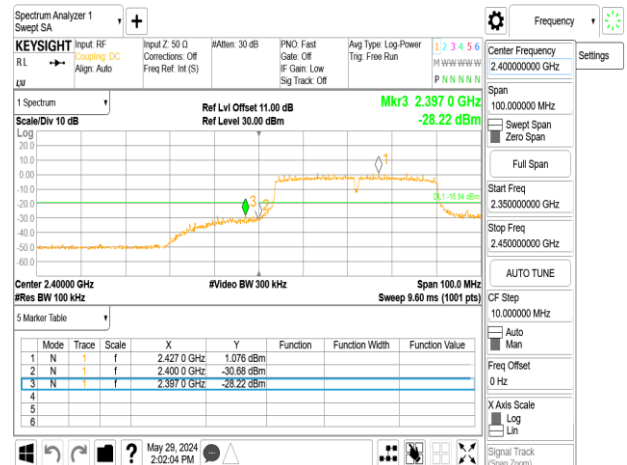 Spectrum Analyzer 1
Swept SA
Frequency
KEYSIGHT
RL
Input: RF
Coupling: DC
Align: Auto
Input Z: 50 Ω
Corrections: Off
Freq Ref: Int (S)
#Atten: 30 dB
PNO: Fast
Gate: Off
IF Gain: Low
Sig Track: Off
Avg Type: Log-Power
Trig: Free Run
1 2 3 4 5 6
M W W W W W
P N N N N N
Center Frequency
2.400000000 GHz
Settings
Span
100.000000 MHz
Swept Span
Zero Span
Full Span
Start Freq
2.350000000 GHz
Stop Freq
2.450000000 GHz
AUTO TUNE
CF Step
10.000000 MHz
Auto
Man
Freq Offset
0 Hz
X Axis Scale
Log
Lin
Signal Track
(Span Zoom)
1 Spectrum
Scale/Div 10 dB
Log
Ref Lvl Offset 11.00 dB
Ref Level 30.00 dBm
Mkr3 2.397 0 GHz
-28.22 dBm
20.0
10.0
0.00
-10.0
-20.0
-30.0
-40.0
-50.0
-60.0
1
2
3
Center 2.40000 GHz
#Res BW 100 kHz
#Video BW 300 kHz
Span 100.0 MHz
Sweep 9.60 ms (1001 pts)
5 Marker Table
Mode Trace Scale X Y Function Function Width Function Value
1 N 1 f 2.427 0 GHz 1.076 dBm
2 N 1 f 2.400 0 GHz -30.68 dBm
3 N 1 f 2.397 0 GHz -28.22 dBm
4
5
6
?
May 29, 2024
2:02:04 PM